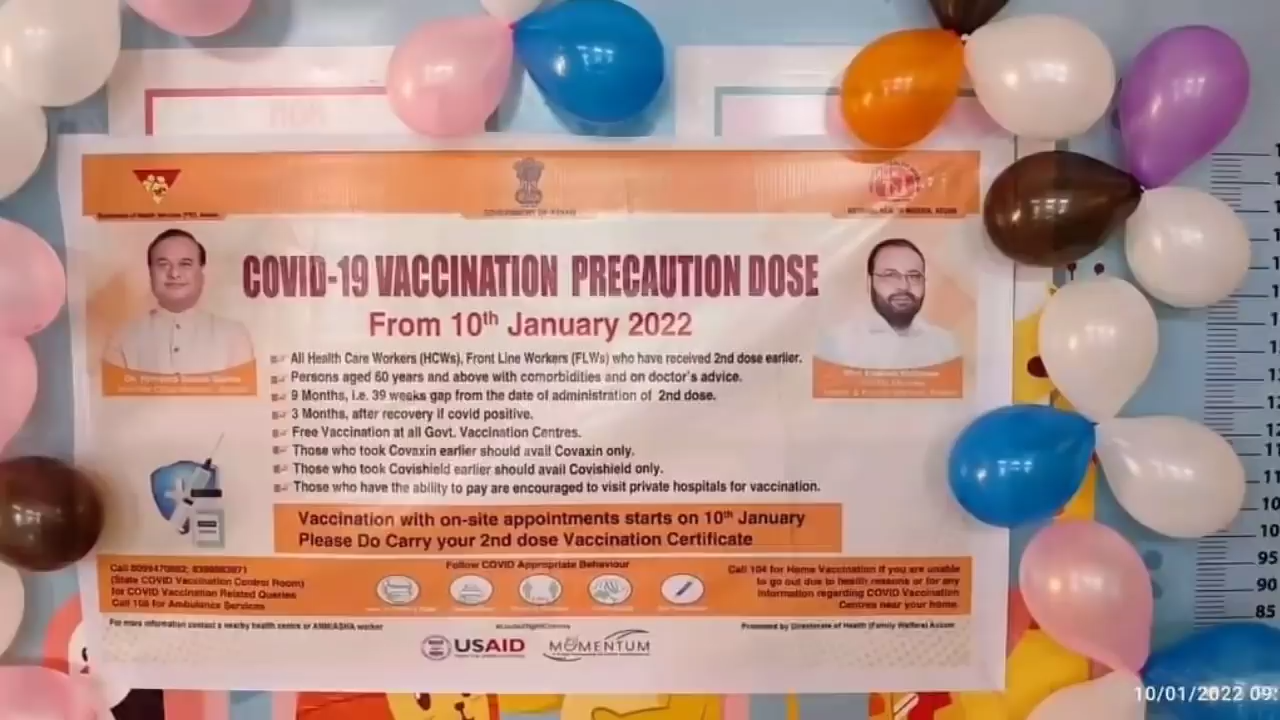 GOVERNMENT OF ASSAM
COVID-19 VACCINATION PRECAUTION DOSE
From 10th January 2022
All Health Care Workers (HCWs), Front Line Workers (FLWs) who have received 2nd dose earlier.
Persons aged 60 years and above with comorbidities and on doctor's advice.
9 Months, i.e. 39 weeks gap from the date of administration of 2nd dose.
3 Months, after recovery if covid positive.
Free Vaccination at all Govt. Vaccination Centres.
Those who took Covaxin earlier should avail Covaxin only.
Those who took Covishield earlier should avail Covishield only.
Those who have the ability to pay are encouraged to visit private hospitals for vaccination.
Vaccination with on-site appointments starts on 10th January
Please Do Carry your 2nd dose Vaccination Certificate
Call
(State COVID Vaccination Control Room)
for COVID Vaccination Related Queries
Call 108 for Ambulance Services
Follow COVID Appropriate Behaviour
Call 104 for Home Vaccination if you are unable
to go out due to health reasons or for any
information regarding COVID Vaccination
Centres near your home.
For more information contact a nearby health centre or ANM/ASHA worker
Promoted by Directorate of Health (Family Welfare) Assam
USAID
MOMENTUM
95
90
85
10/01/2022 09: